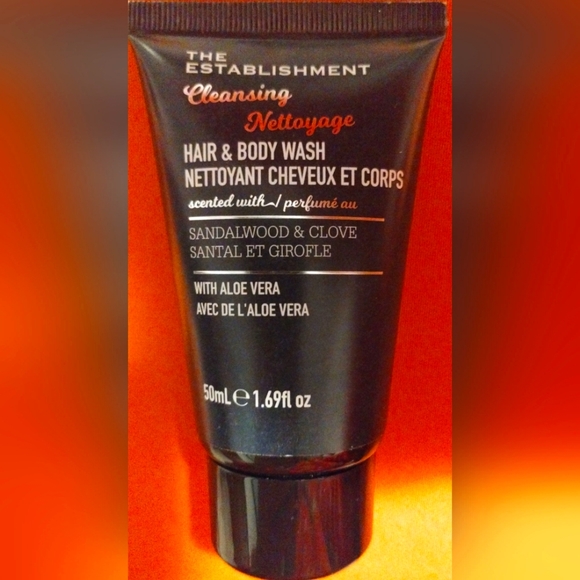 THE
ESTABLISHMENT
Cleansing
Nettoyage
HAIR & BODY WASH
NETTOYANT CHEVEUX ET CORPS
scented with / perfumé au
SANDALWOOD & CLOVE
SANTAL ET GIROFLE
WITH ALOE VERA
AVEC DE L'ALOE VERA
50mL ℮ 1.69fl oz